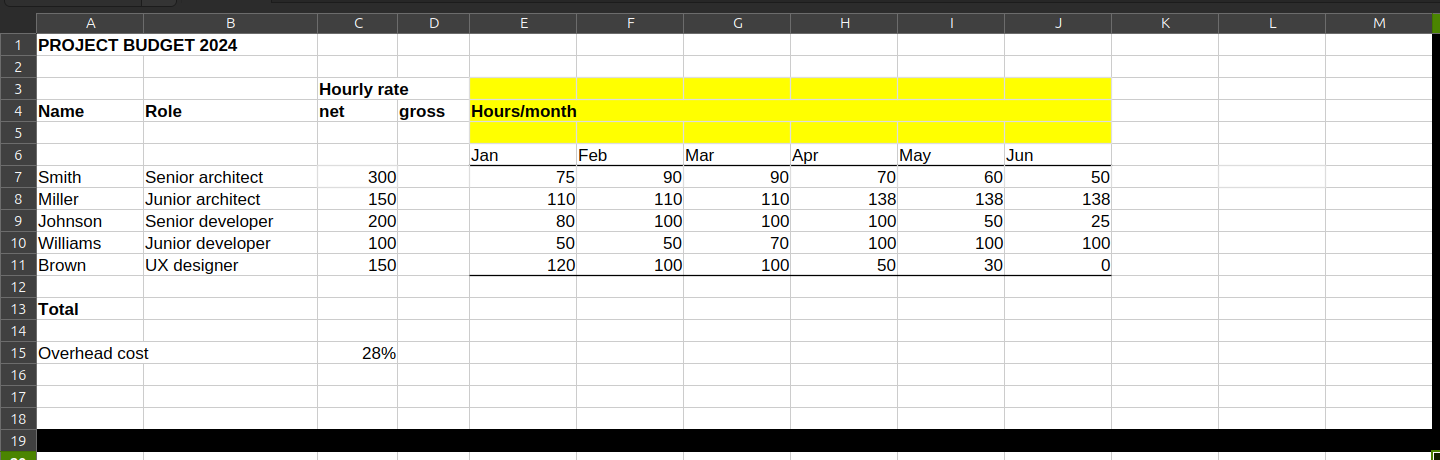 A B C D E F G H I J K L M
1 PROJECT BUDGET 2024
2
3 Hourly rate
4 Name Role net gross Hours/month
5
6 Jan Feb Mar Apr May Jun
7 Smith Senior architect 300 75 90 90 70 60 50
8 Miller Junior architect 150 110 110 110 138 138 138
9 Johnson Senior developer 200 80 100 100 100 50 25
10 Williams Junior developer 100 50 50 70 100 100 100
11 Brown UX designer 150 120 100 100 50 30 0
12
13 Total
14
15 Overhead cost 28%
16
17
18
19